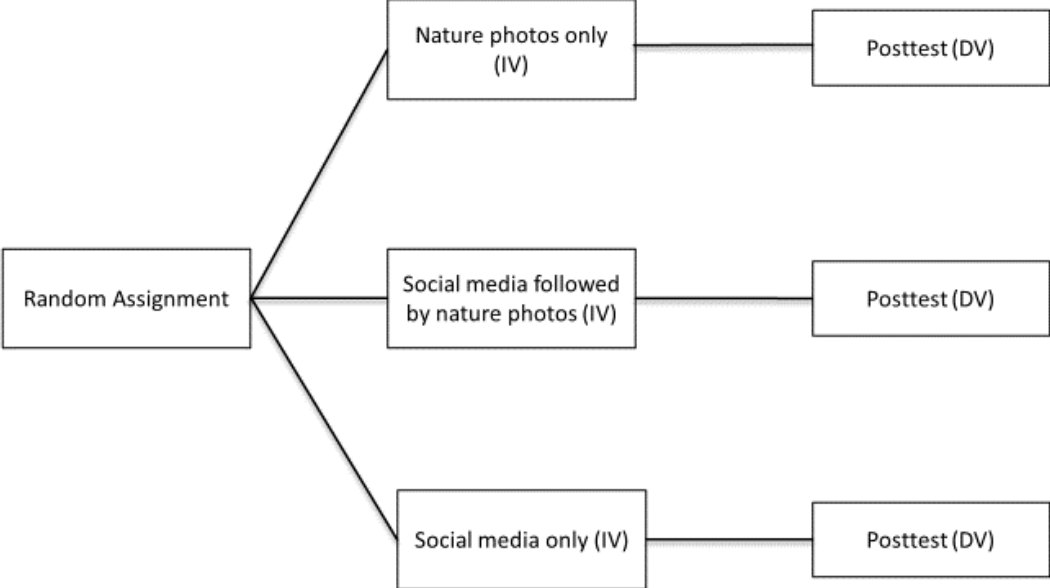 Nature photos only
(IV)
Posttest (DV)
Random Assignment
Social media followed
by nature photos (IV)
Posttest (DV)
Social media only (IV)
Posttest (DV)